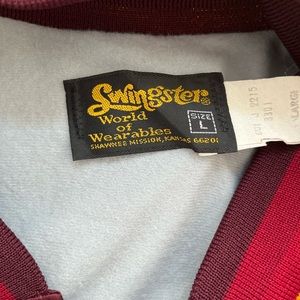 Swingster®
World
of
Wearables
SHAWNEE MISSION, KANSAS 66201
SIZE
L
LARGE